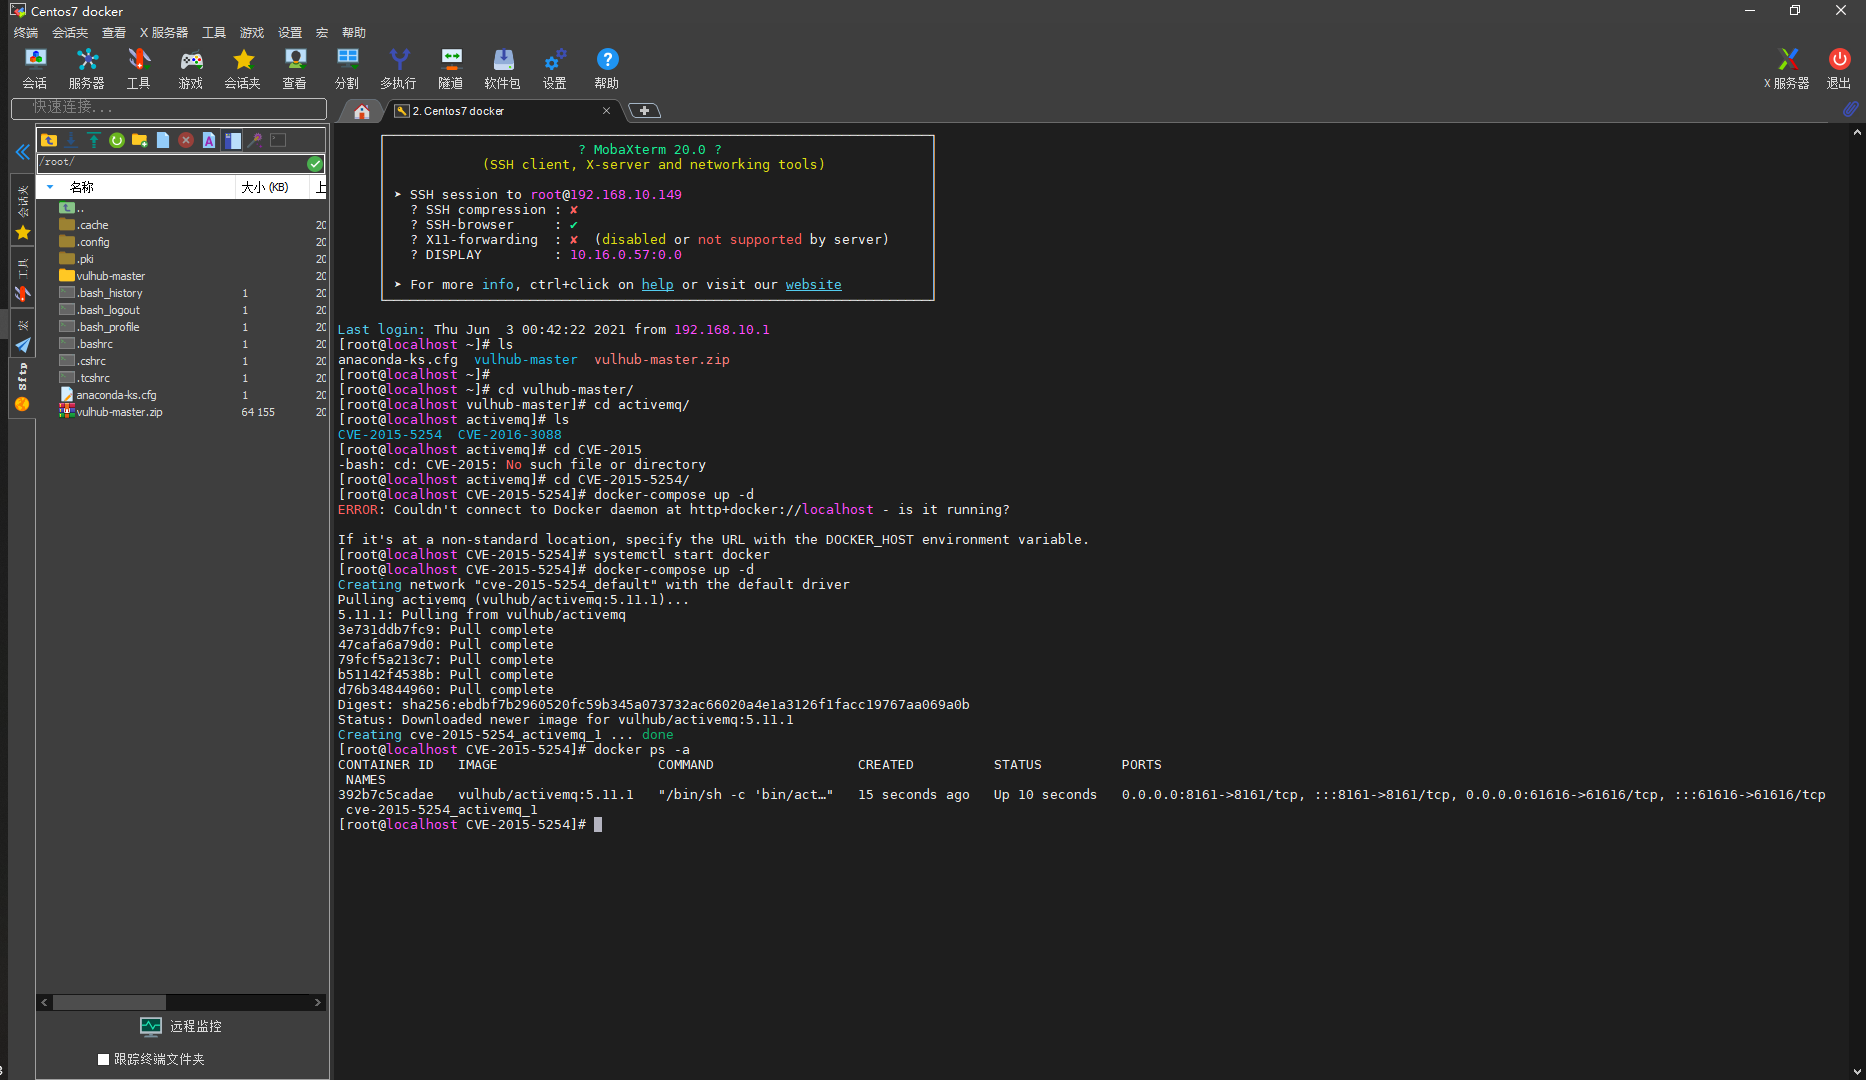 Centos7 docker
终端 会话夹 查看 X 服务器 工具 游戏 设置 宏 帮助
会话 服务器 工具 游戏 会话夹 查看 分割 多执行 隧道 软件包 设置 帮助 X 服务器 退出
快速连接...
2. Centos7 docker
/root/
名称 大小 (KB) 上
..
.cache 20
.config 20
.pki 20
vulhub-master 20
.bash_history 1 20
.bash_logout 1 20
.bash_profile 1 20
.bashrc 1 20
.cshrc 1 20
.tcshrc 1 20
anaconda-ks.cfg 1 20
vulhub-master.zip 64 155 20
会话夹
工具
宏
Sftp
远程监控
跟踪终端文件夹
? MobaXterm 20.0 ?
(SSH client, X-server and networking tools)
➤ SSH session to root@192.168.10.149
? SSH compression : ✘
? SSH-browser : ✔
? X11-forwarding : ✘ (disabled or not supported by server)
? DISPLAY : 10.16.0.57:0.0
➤ For more info, ctrl+click on help or visit our website
Last login: Thu Jun  3 00:42:22 2021 from 192.168.10.1
[root@localhost ~]# ls
anaconda-ks.cfg  vulhub-master  vulhub-master.zip
[root@localhost ~]#
[root@localhost ~]# cd vulhub-master/
[root@localhost vulhub-master]# cd activemq/
[root@localhost activemq]# ls
CVE-2015-5254  CVE-2016-3088
[root@localhost activemq]# cd CVE-2015
-bash: cd: CVE-2015: No such file or directory
[root@localhost activemq]# cd CVE-2015-5254/
[root@localhost CVE-2015-5254]# docker-compose up -d
ERROR: Couldn't connect to Docker daemon at http+docker://localhost - is it running?
If it's at a non-standard location, specify the URL with the DOCKER_HOST environment variable.
[root@localhost CVE-2015-5254]# systemctl start docker
[root@localhost CVE-2015-5254]# docker-compose up -d
Creating network "cve-2015-5254_default" with the default driver
Pulling activemq (vulhub/activemq:5.11.1)...
5.11.1: Pulling from vulhub/activemq
3e731ddb7fc9: Pull complete
47cafa6a79d0: Pull complete
79fcf5a213c7: Pull complete
b51142f4538b: Pull complete
d76b34844960: Pull complete
Digest: sha256:ebdbf7b2960520fc59b345a073732ac66020a4e1a3126f1facc19767aa069a0b
Status: Downloaded newer image for vulhub/activemq:5.11.1
Creating cve-2015-5254_activemq_1 ... done
[root@localhost CVE-2015-5254]# docker ps -a
CONTAINER ID   IMAGE   COMMAND   CREATED   STATUS   PORTS
NAMES
392b7c5cadae   vulhub/activemq:5.11.1   "/bin/sh -c 'bin/act…"   15 seconds ago   Up 10 seconds   0.0.0.0:8161->8161/tcp, :::8161->8161/tcp, 0.0.0.0:61616->61616/tcp, :::61616->61616/tcp
cve-2015-5254_activemq_1
[root@localhost CVE-2015-5254]#